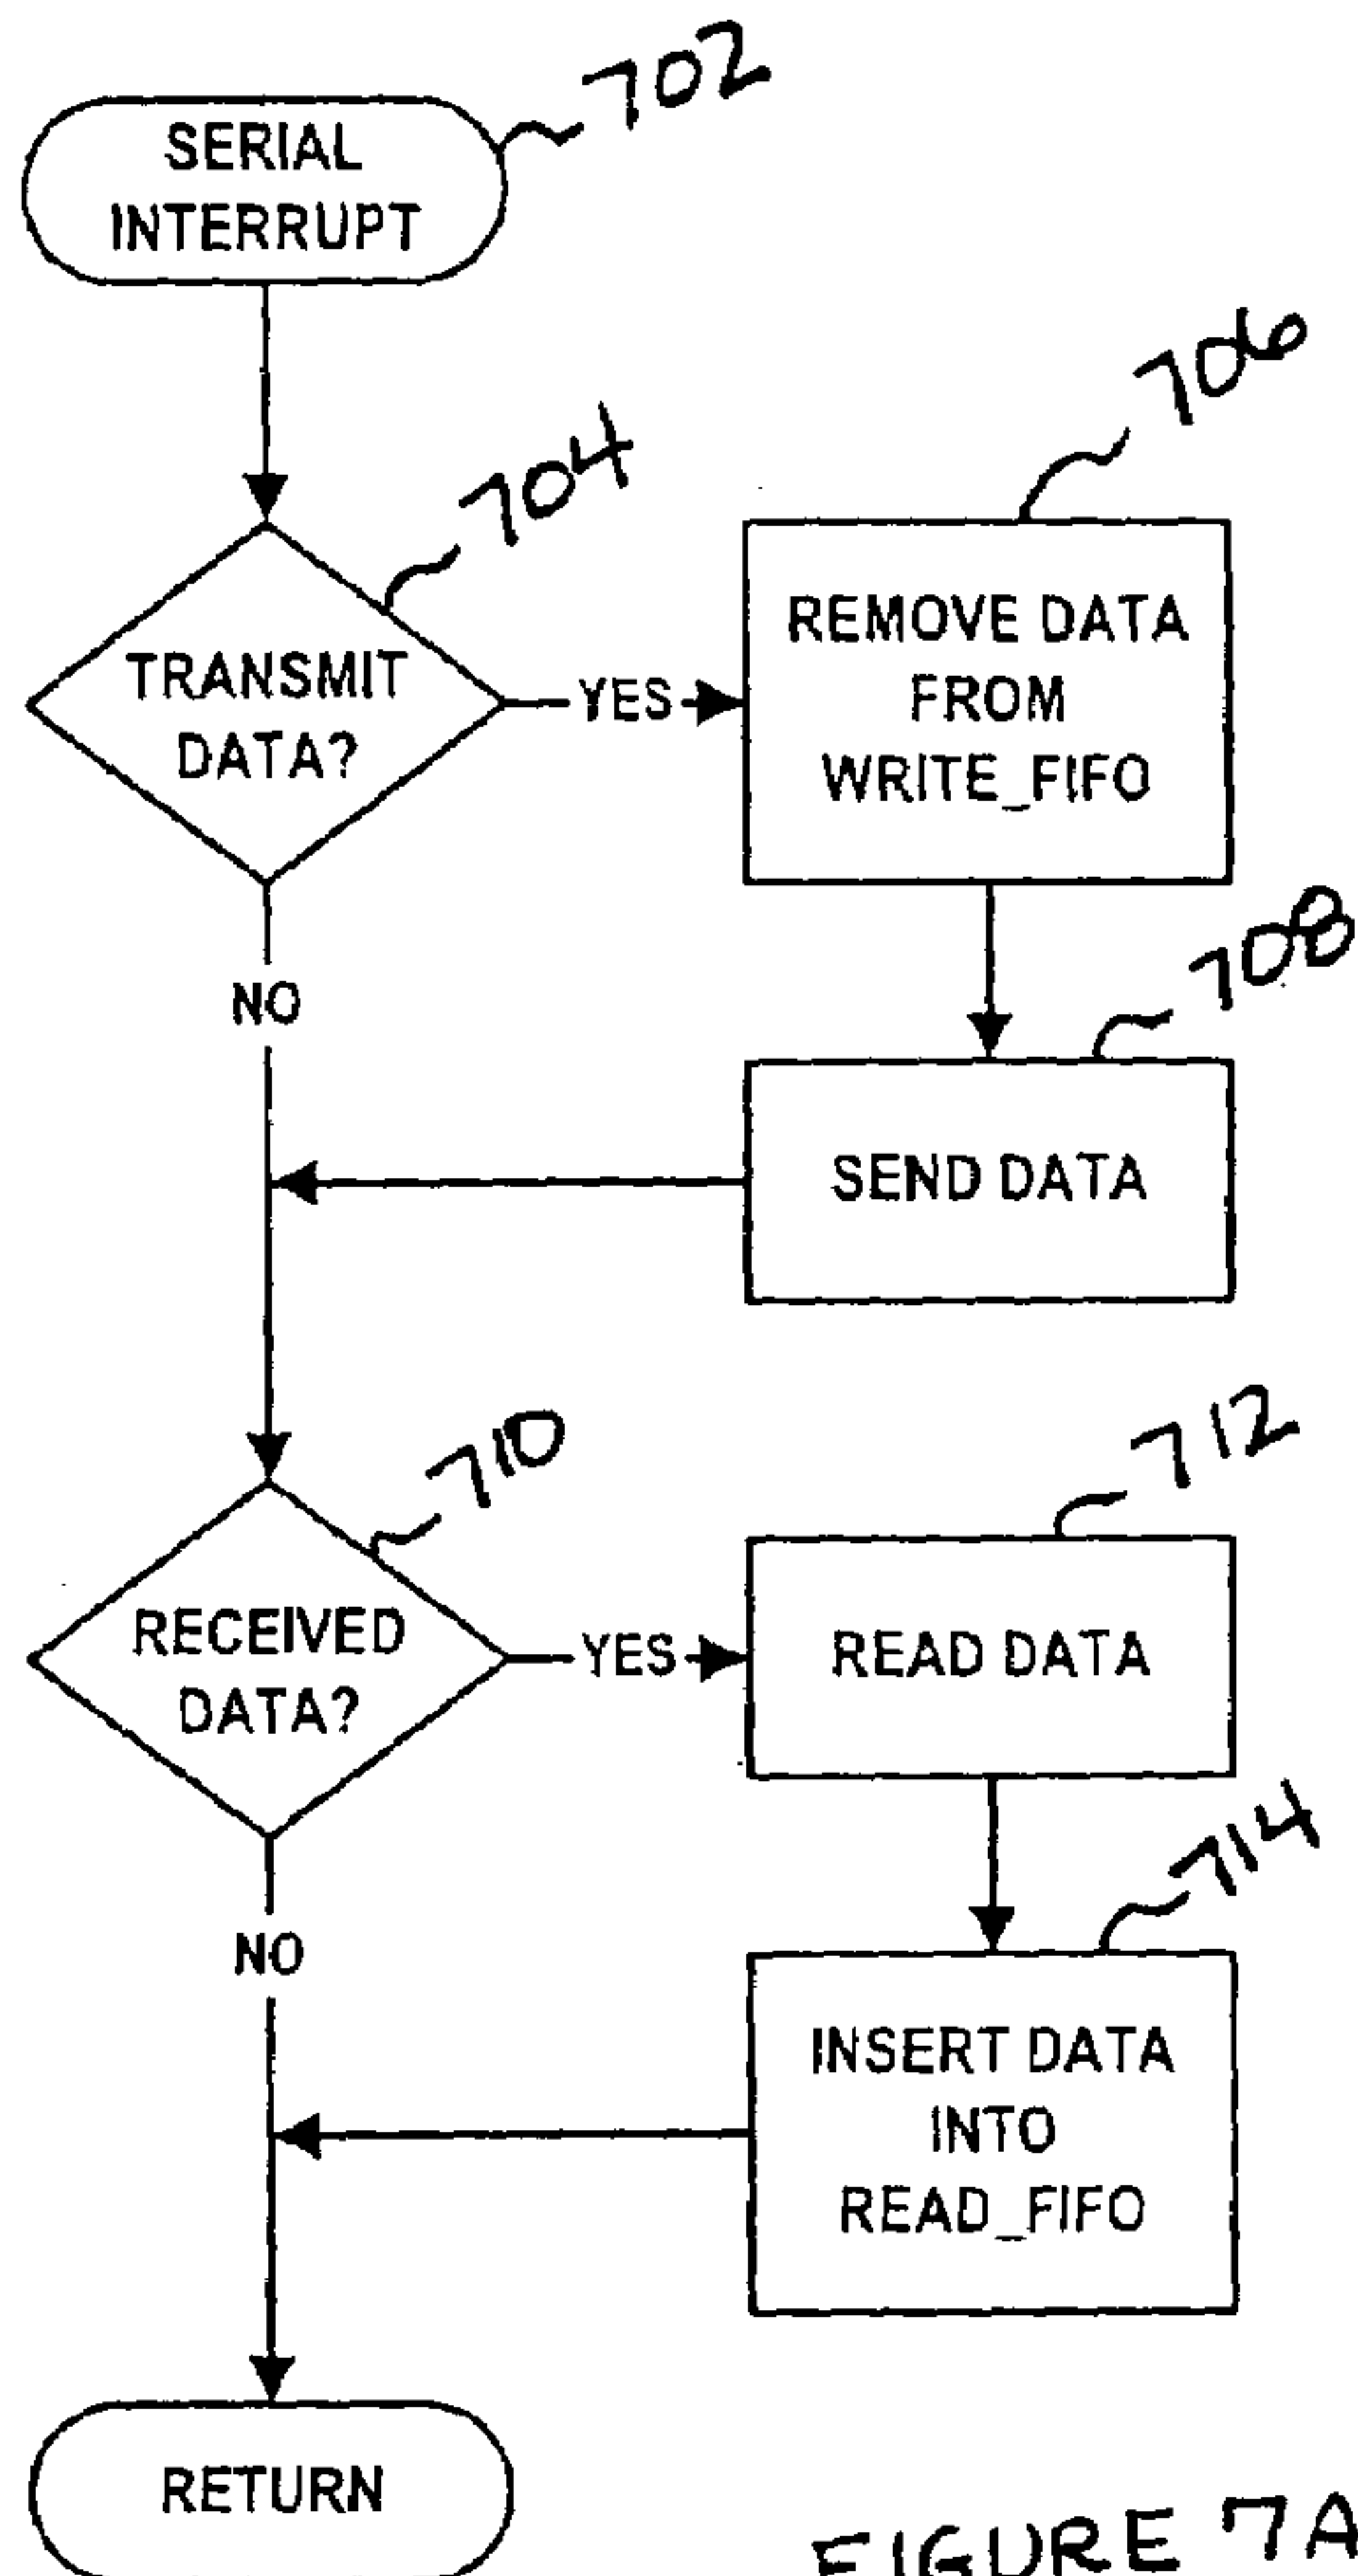 702
SERIAL
INTERRUPT
706
704
REMOVE DATA
FROM
WRITE_FIFO
TRANSMIT
DATA?
YES
708
NO
SEND DATA
712
710
RECEIVED
DATA?
YES
READ DATA
714
NO
INSERT DATA
INTO
READ_FIFO
RETURN
FIGURE 7A